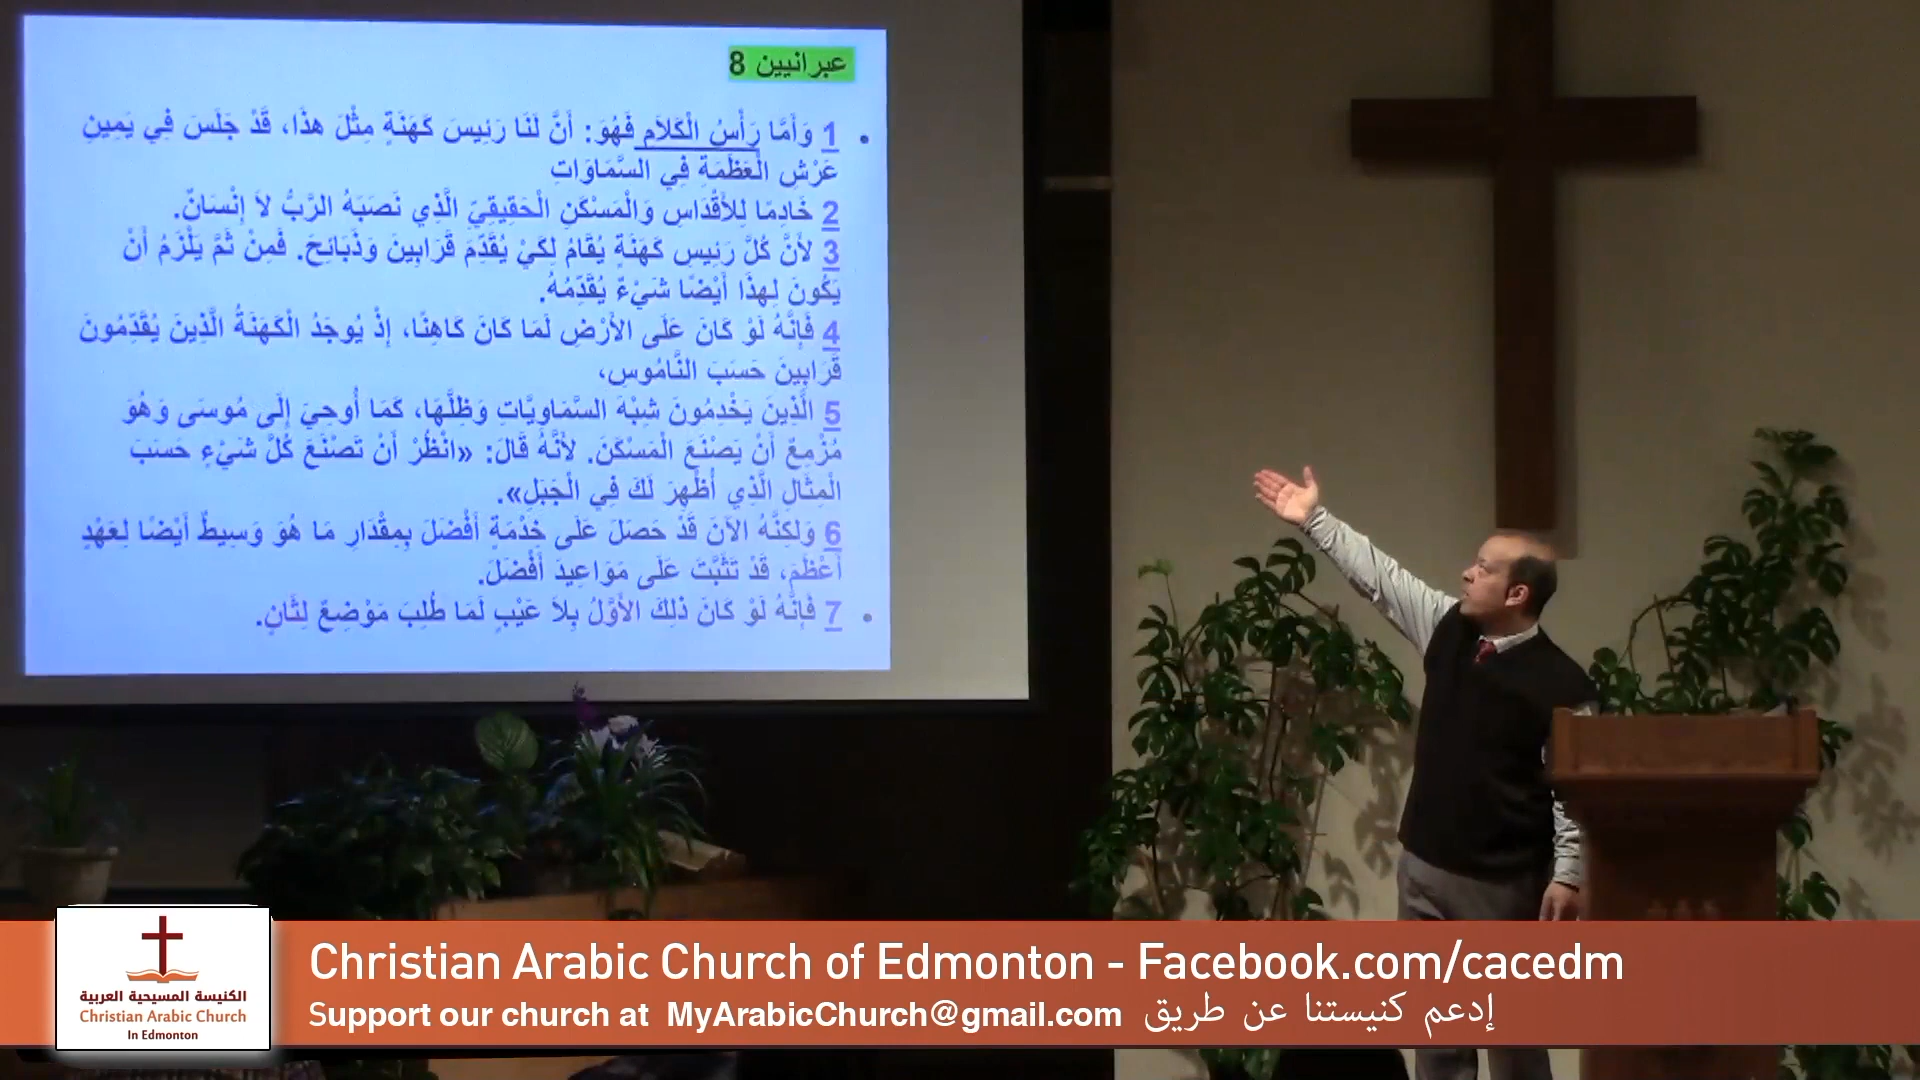 عبرانيين 8
1 وَأَمَّا رَأْسُ الْكَلاَمِ فَهُوَ: أَنَّ لَنَا رَئِيسَ كَهَنَةٍ مِثْلَ هذَا، قَدْ جَلَسَ فِي يَمِينِ
عَرْشِ الْعَظَمَةِ فِي السَّمَاوَاتِ
2 خَادِمًا لِلأَقْدَاسِ وَالْمَسْكَنِ الْحَقِيقِيِّ الَّذِي نَصَبَهُ الرَّبُّ لاَ إِنْسَانٌ.
3 لأَنَّ كُلَّ رَئِيسِ كَهَنَةٍ يُقَامُ لِكَيْ يُقَدِّمَ قَرَابِينَ وَذَبَائِحَ. فَمِنْ ثَمَّ يَلْزَمُ أَنْ
يَكُونَ لِهذَا أَيْضًا شَيْءٌ يُقَدِّمُهُ.
4 فَإِنَّهُ لَوْ كَانَ عَلَى الأَرْضِ لَمَا كَانَ كَاهِنًا، إِذْ يُوجَدُ الْكَهَنَةُ الَّذِينَ يُقَدِّمُونَ
قَرَابِينَ حَسَبَ النَّامُوسِ،
5 الَّذِينَ يَخْدِمُونَ شِبْهَ السَّمَاوِيَّاتِ وَظِلَّهَا، كَمَا أُوحِيَ إِلَى مُوسَى وَهُوَ
مُزْمِعٌ أَنْ يَصْنَعَ الْمَسْكَنَ. لأَنَّهُ قَالَ: «انْظُرْ أَنْ تَصْنَعَ كُلَّ شَيْءٍ حَسَبَ
الْمِثَالِ الَّذِي أُظْهِرَ لَكَ فِي الْجَبَلِ».
6 وَلكِنَّهُ الآنَ قَدْ حَصَلَ عَلَى خِدْمَةٍ أَفْضَلَ بِمِقْدَارِ مَا هُوَ وَسِيطٌ أَيْضًا لِعَهْدٍ
أَعْظَمَ، قَدْ تَثَبَّتَ عَلَى مَوَاعِيدَ أَفْضَلَ.
7 فَإِنَّهُ لَوْ كَانَ ذلِكَ الأَوَّلُ بِلاَ عَيْبٍ لَمَا طُلِبَ مَوْضِعٌ لِثَانٍ.
Christian Arabic Church of Edmonton - Facebook.com/cacedm
Support our church at MyArabicChurch@gmail.com إدعم كنيستنا عن طريق
الكنيسة المسيحية العربية
Christian Arabic Church
In Edmonton